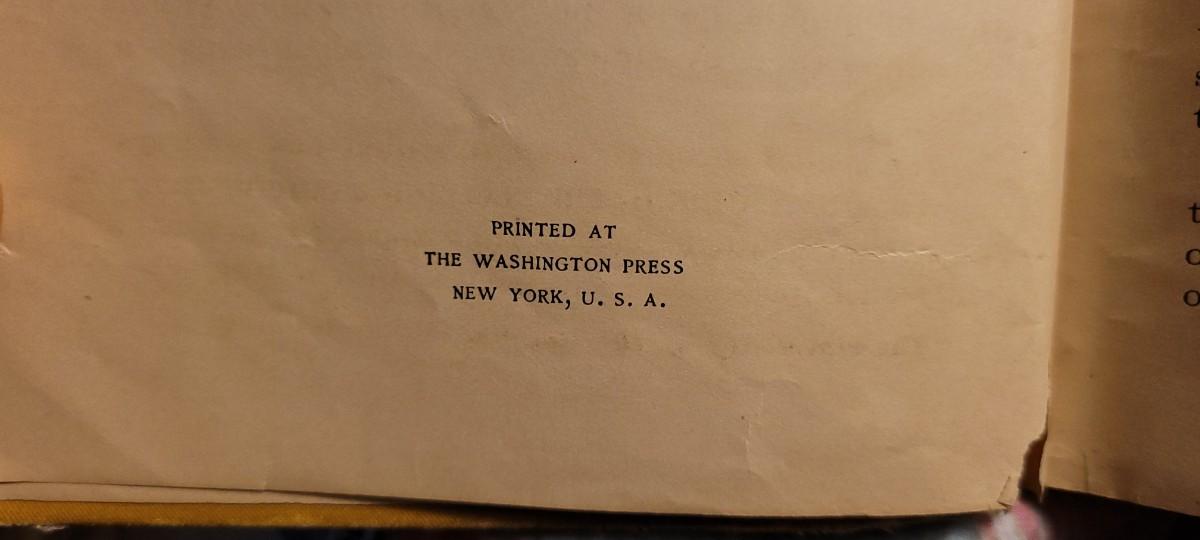 PRINTED AT
THE WASHINGTON PRESS
NEW YORK, U. S. A.